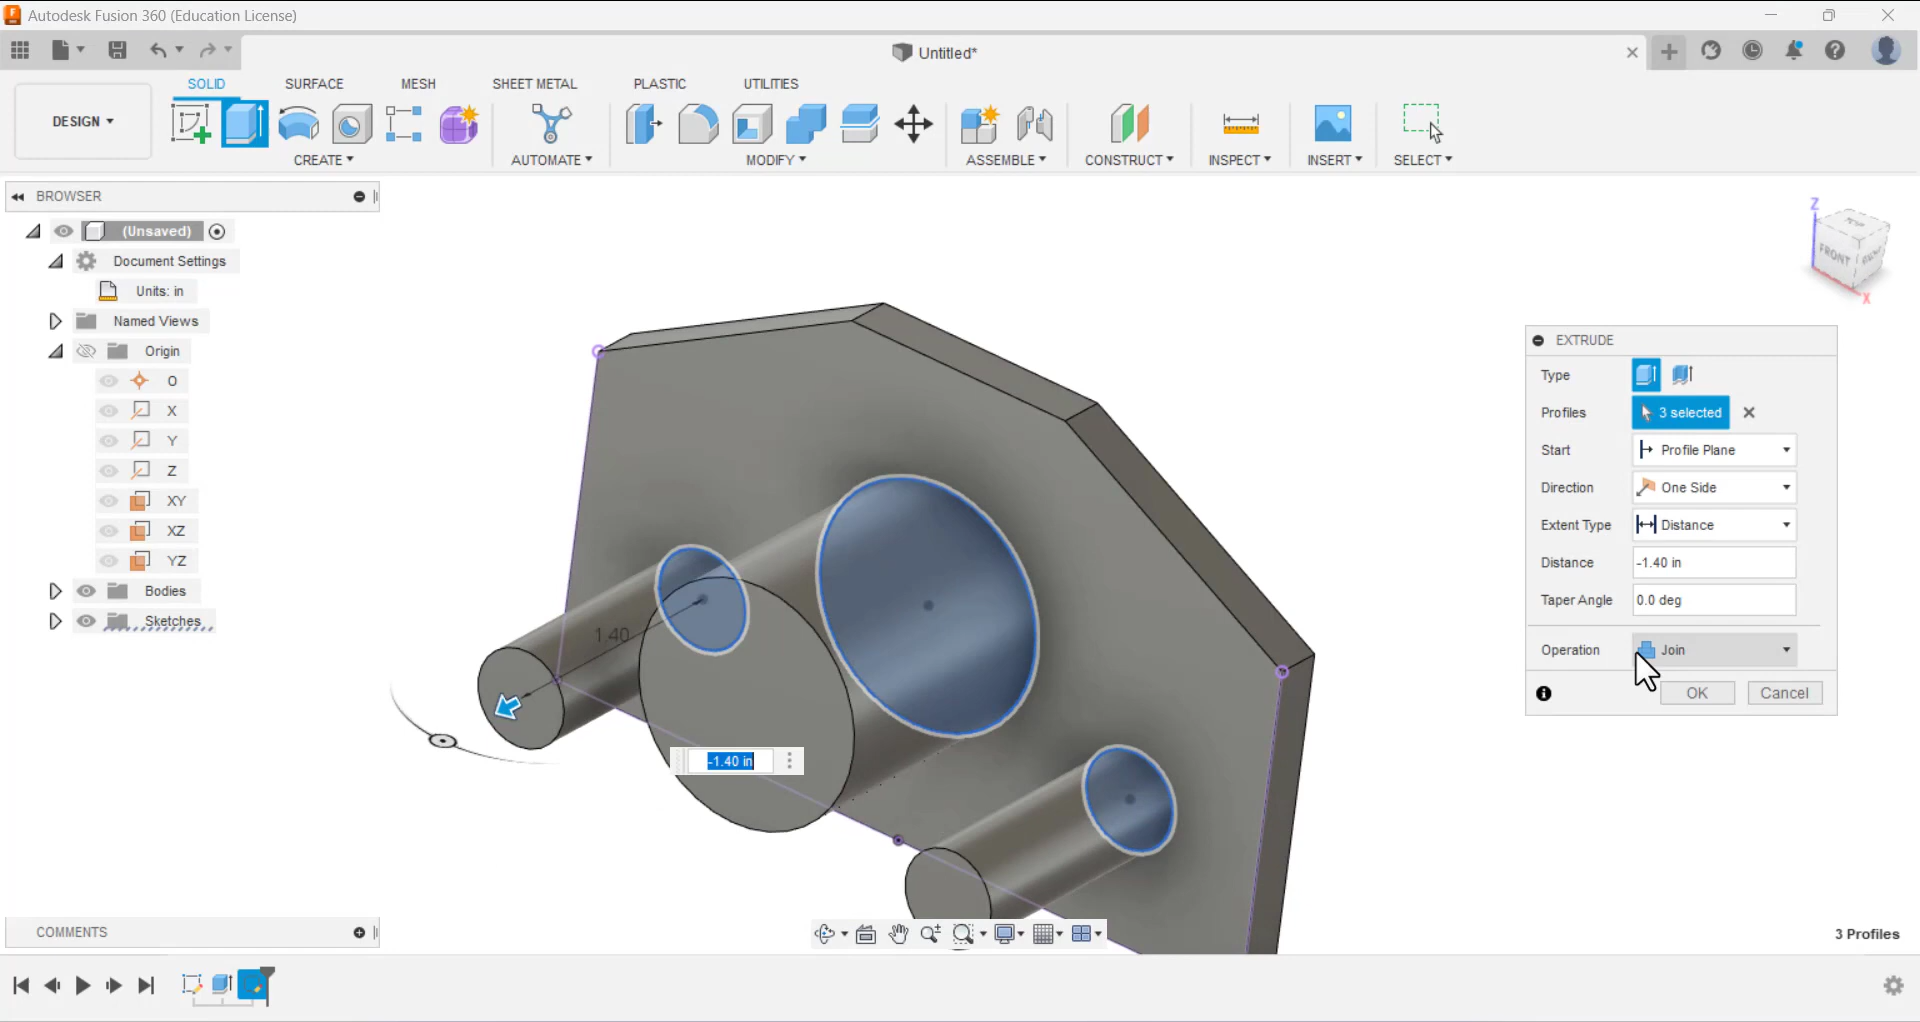 Autodesk Fusion 360 (Education License)
Untitled*
SOLID SURFACE MESH SHEET METAL PLASTIC UTILITIES
DESIGN
CREATE AUTOMATE MODIFY ASSEMBLE CONSTRUCT INSPECT INSERT SELECT
BROWSER
(Unsaved)
Document Settings
Units: in
Named Views
Origin
O
X
Y
Z
XY
XZ
YZ
Bodies
Sketches
Z
TOP
FRONT
RIGHT
X
EXTRUDE
Type
Profiles 3 selected
Start Profile Plane
Direction One Side
Extent Type Distance
Distance -1.40 in
Taper Angle 0.0 deg
Operation Join
OK Cancel
1.40
-1.40 in
COMMENTS
3 Profiles